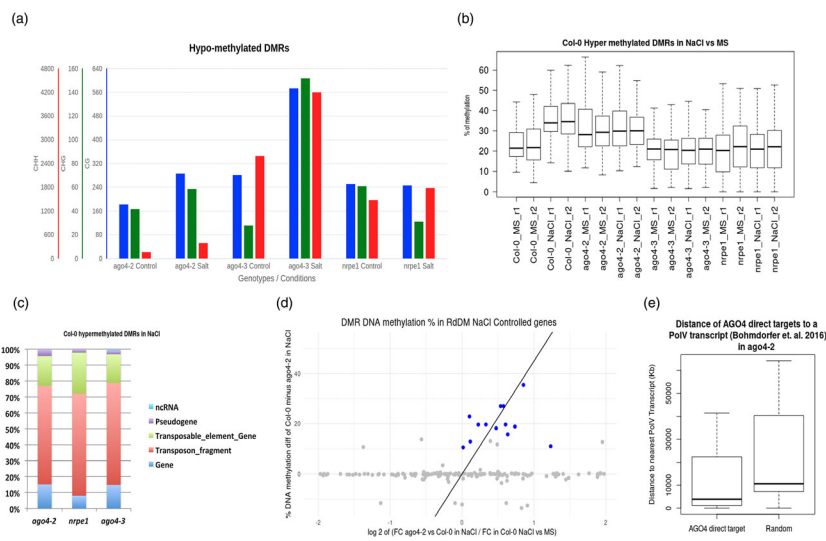 (a)
Hypo-methylated DMRs
4800 160 640
4200 140 560
3600 120 480
3000 100 400
2400 80 320
1800 60 240
1200 40 160
600 20 80
0 0 0
CHH
CHG
CG
ago4-2 Control ago4-2 Salt ago4-3 Control ago4-3 Salt nrpe1 Control nrpe1 Salt
Genotypes / Conditions
(b)
Col-0 Hyper methylated DMRs in NaCl vs MS
% of methylation
60
50
40
30
20
10
0
Col-0_MS_r1
Col-0_MS_r2
Col-0_NaCl_r1
Col-0_NaCl_r2
ago4-2_MS_r1
ago4-2_MS_r2
ago4-2_NaCl_r1
ago4-2_NaCl_r2
ago4-3_MS_r1
ago4-3_MS_r2
ago4-3_NaCl_r1
ago4-3_MS_r2
nrpe1_MS_r1
nrpe1_MS_r2
nrpe1_NaCl_r1
nrpe1_NaCl_r2
(c)
Col-0 hypermethylated DMRs in NaCl
100%
90%
80%
70%
60%
50%
40%
30%
20%
10%
0%
ago4-2 nrpe1 ago4-3
ncRNA
Pseudogene
Transposable_element_Gene
Transposon_fragment
Gene
(d)
DMR DNA methylation % in RdDM NaCl Controlled genes
% DNA methylation diff of Col-0 minus ago4-2 in NaCl
40
20
0
-2 -1 0 1 2
log 2 of (FC ago4-2 vs Col-0 in NaCl / FC in Col-0 NaCl vs MS)
(e)
Distance of AGO4 direct targets to a
PolV transcript (Bohmdorfer et. al. 2016)
in ago4-2
Distance to nearest PolV Transcript (Kb)
50000
30000
10000
0
AGO4 direct target Random